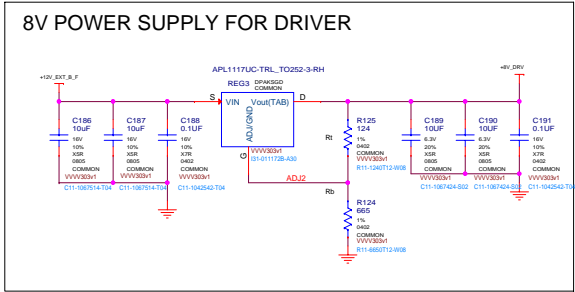 8V POWER SUPPLY FOR DRIVER
+12V_EXT_B_F
+8V_DRV
APL1117UC-TRL_TO252-3-RH
REG3 DPAKSGD
COMMON
S
VIN Vout(TAB)
D
ADJ/GND
G
VVVV303v1
I31-011172B-A30
ADJ2
C186
10uF
16V
10%
X5R
0805
COMMON
VVVV303v1
C11-1067514-T04
C187
10uF
16V
10%
X5R
0805
COMMON
VVVV303v1
C11-1067514-T04
C188
0.1UF
16V
10%
X7R
0402
COMMON
VVVV303v1
C11-1042542-T04
Rt
R125
124
1%
0402
COMMON
VVVV303v1
R11-1240T12-W08
Rb
R124
665
1%
0402
COMMON
VVVV303v1
R11-6650T12-W08
C189
10uF
6.3V
20%
X5R
0805
COMMON
VVVV303v1
C11-1067424-S02
C190
10uF
6.3V
20%
X5R
0805
COMMON
VVVV303v1
C11-1067424-S02
C191
0.1UF
16V
10%
X7R
0402
COMMON
VVVV303v1
C11-1042542-T04